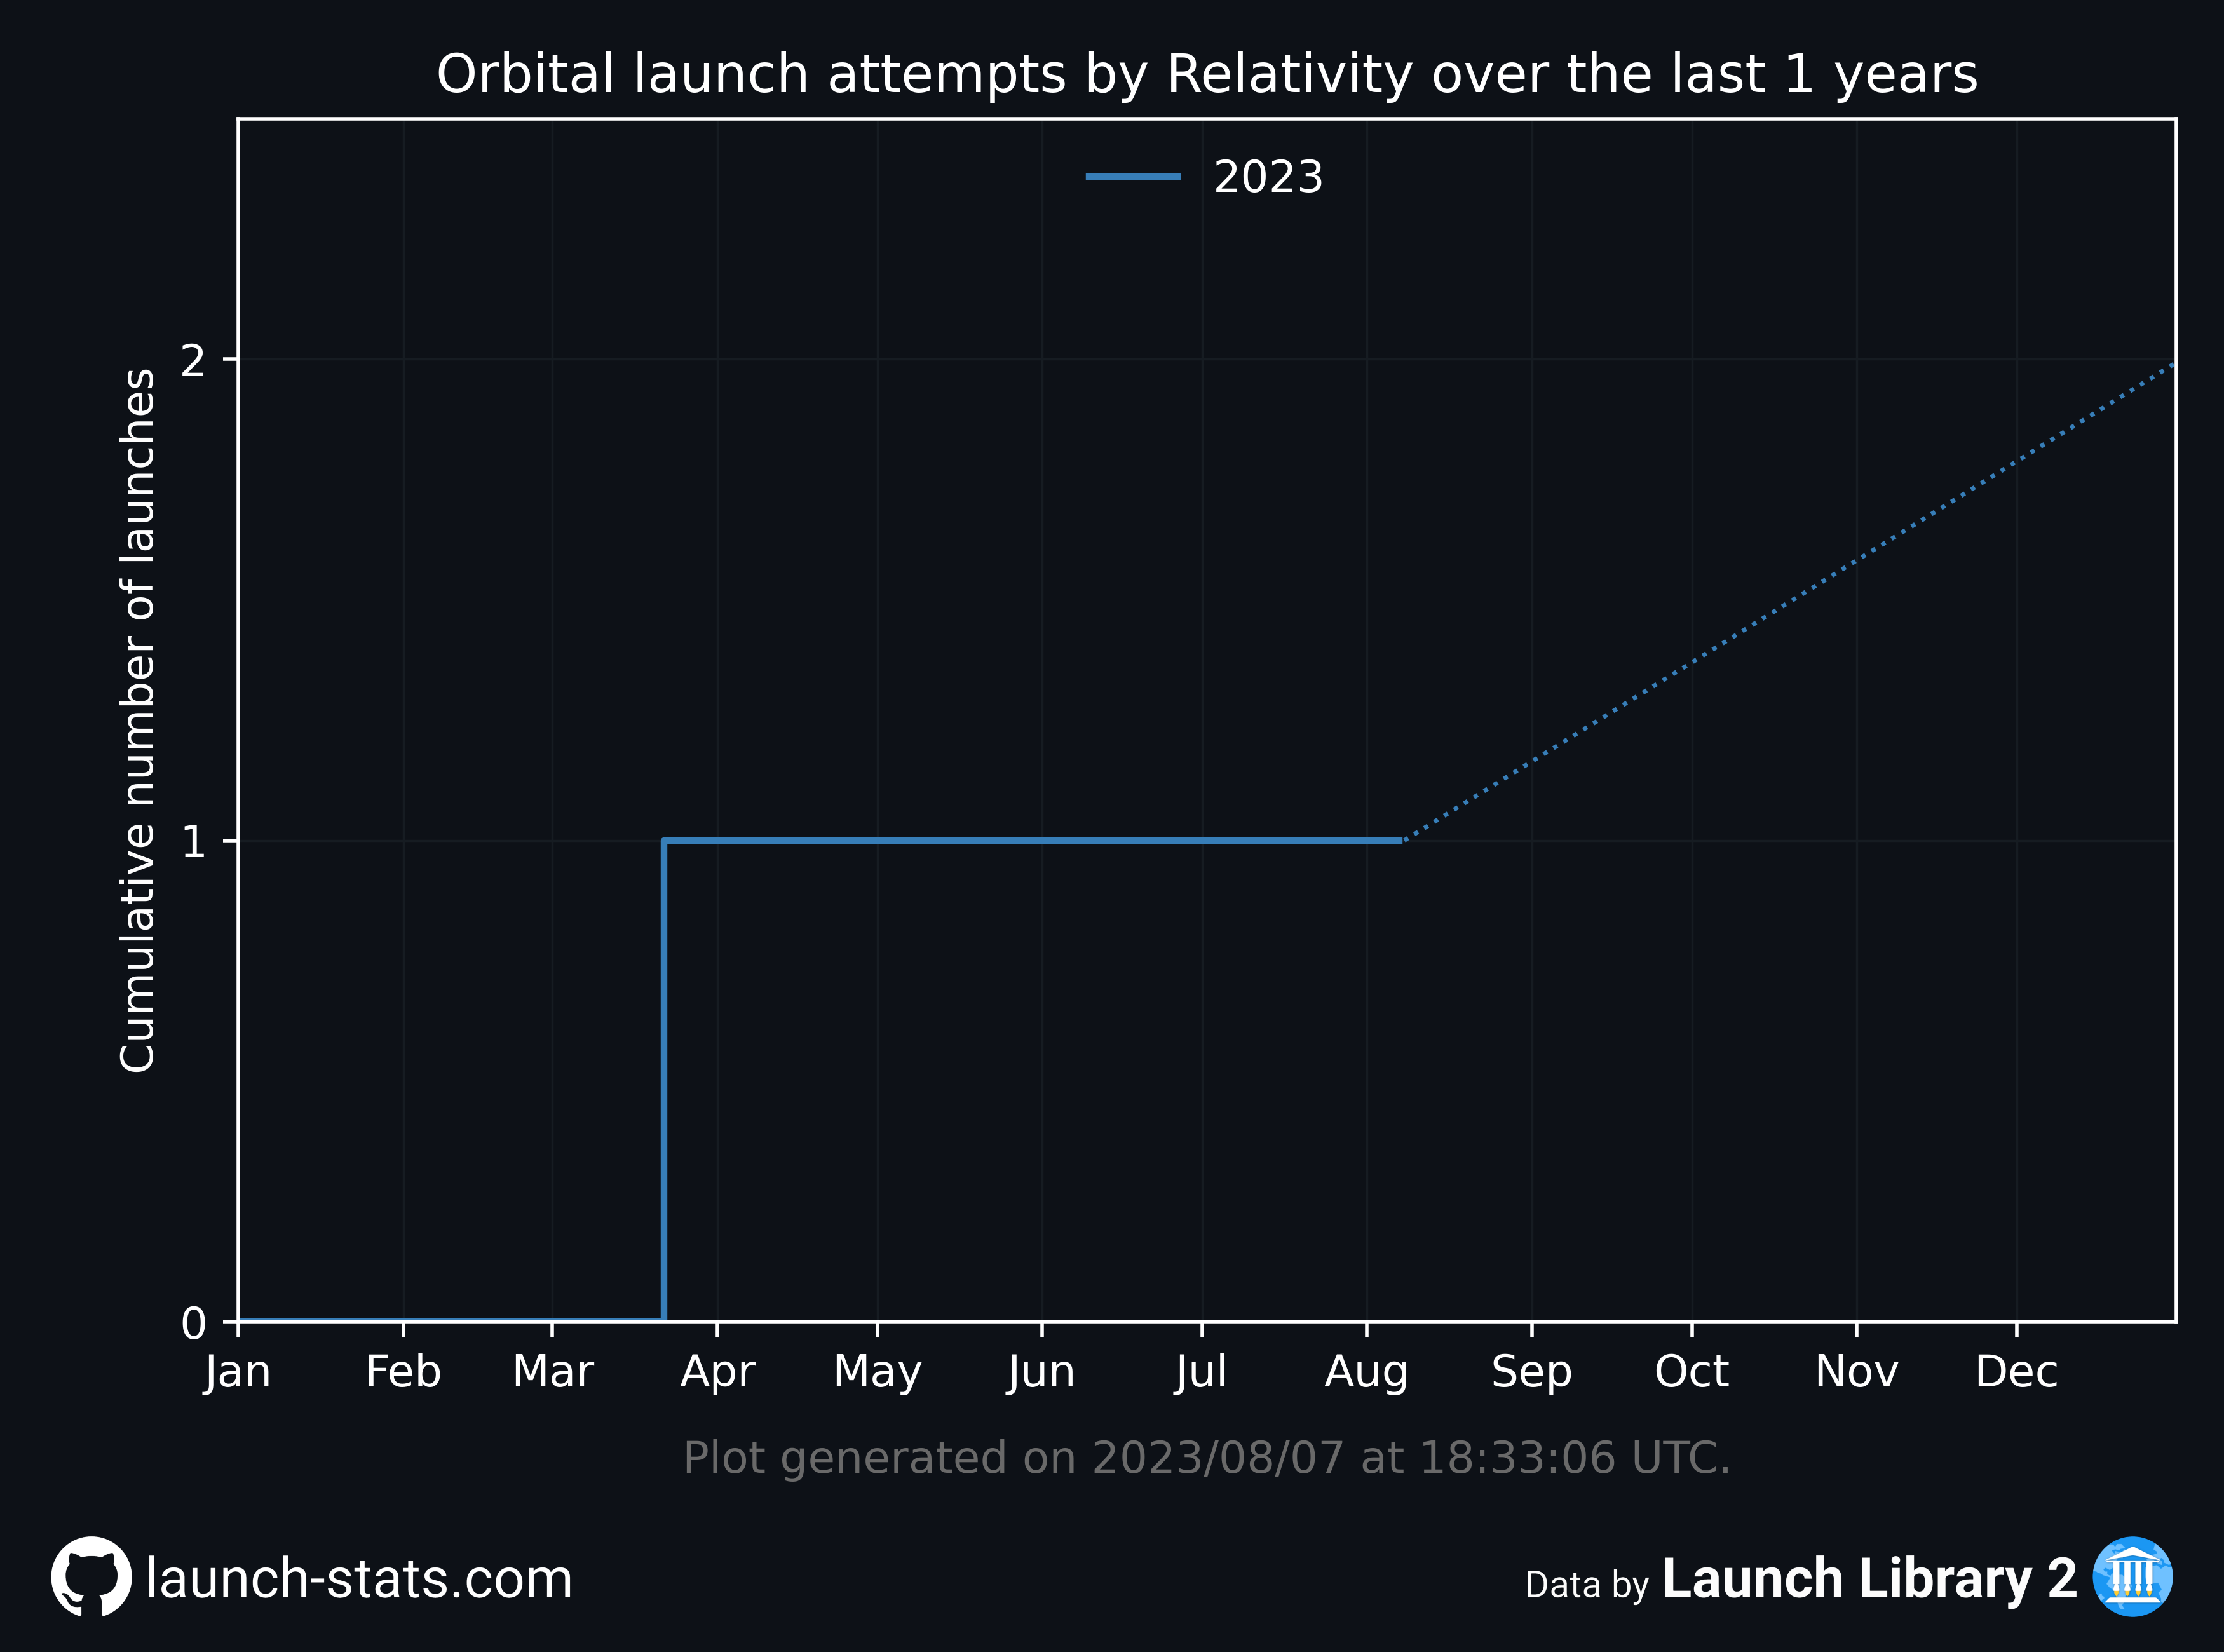 Orbital launch attempts by Relativity over the last 1 years
2023
Cumulative number of launches
2
1
0
Jan Feb Mar Apr May Jun Jul Aug Sep Oct Nov Dec
Plot generated on 2023/08/07 at 18:33:06 UTC.
launch-stats.com
Data by Launch Library 2